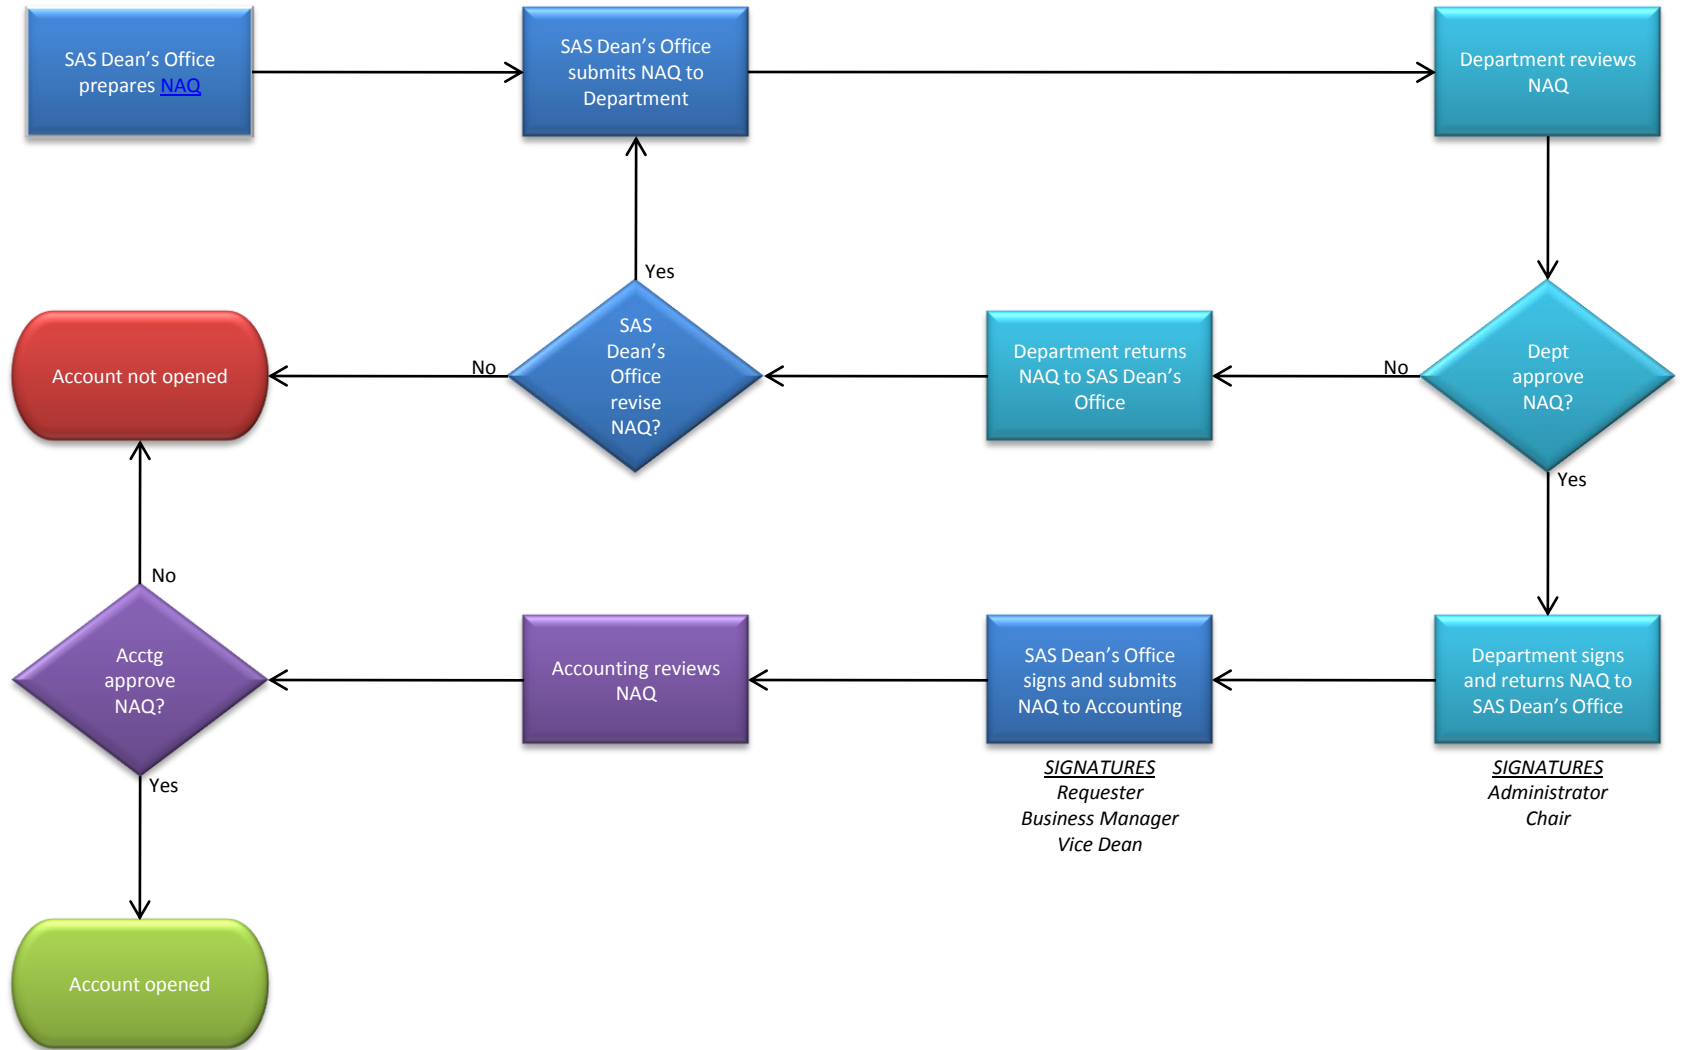 SAS Dean's Office
prepares NAQ
SAS Dean's Office
submits NAQ to
Department
Department reviews
NAQ
Yes
Account not opened
No
SAS
Dean's
Office
revise
NAQ?
Department returns
NAQ to SAS Dean's
Office
No
Dept
approve
NAQ?
Yes
No
Acctg
approve
NAQ?
Yes
Accounting reviews
NAQ
SAS Dean's Office
signs and submits
NAQ to Accounting
SIGNATURES
Requester
Business Manager
Vice Dean
Department signs
and returns NAQ to
SAS Dean's Office
SIGNATURES
Administrator
Chair
Account opened